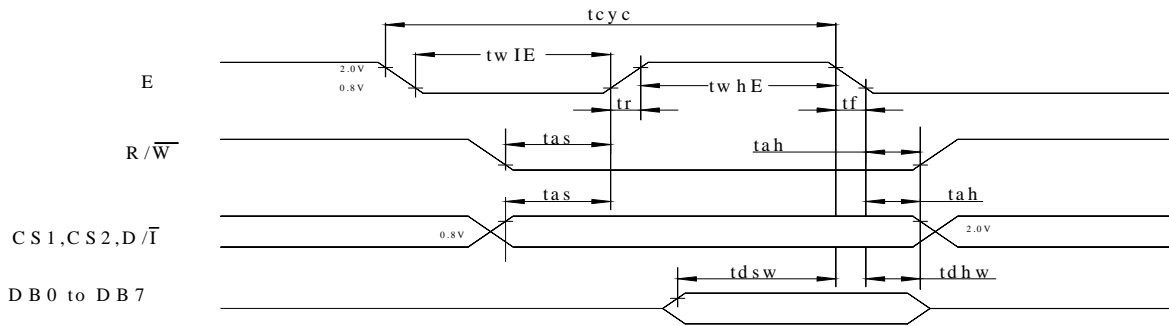 tcyc
twIE
2.0V
E
0.8V
twhE
tr
tf
R/W̅
tas
tah
tas
tah
CS1,CS2,D/I̅
0.8V
2.0V
tdsw
tdhw
DB0 to DB7